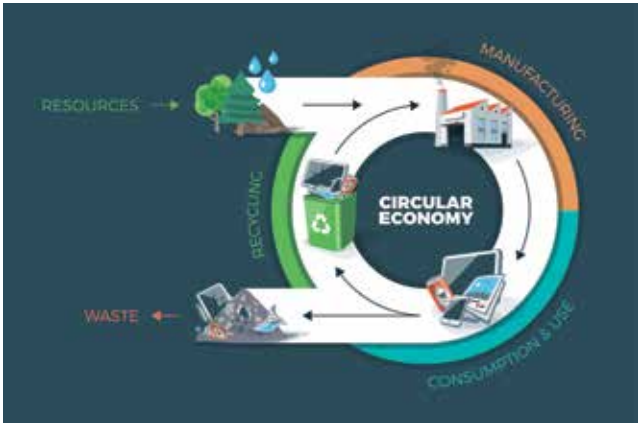 MANUFACTURING
RESOURCES
RECYCLING
CIRCULAR
ECONOMY
WASTE
CONSUMPTION & USE